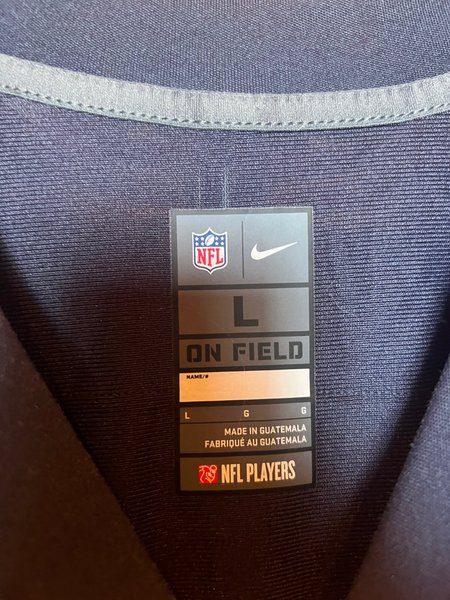 NFL
L
ON FIELD
NAME/#
L G G
MADE IN GUATEMALA
FABRIQUÉ AU GUATEMALA
NFL PLAYERS